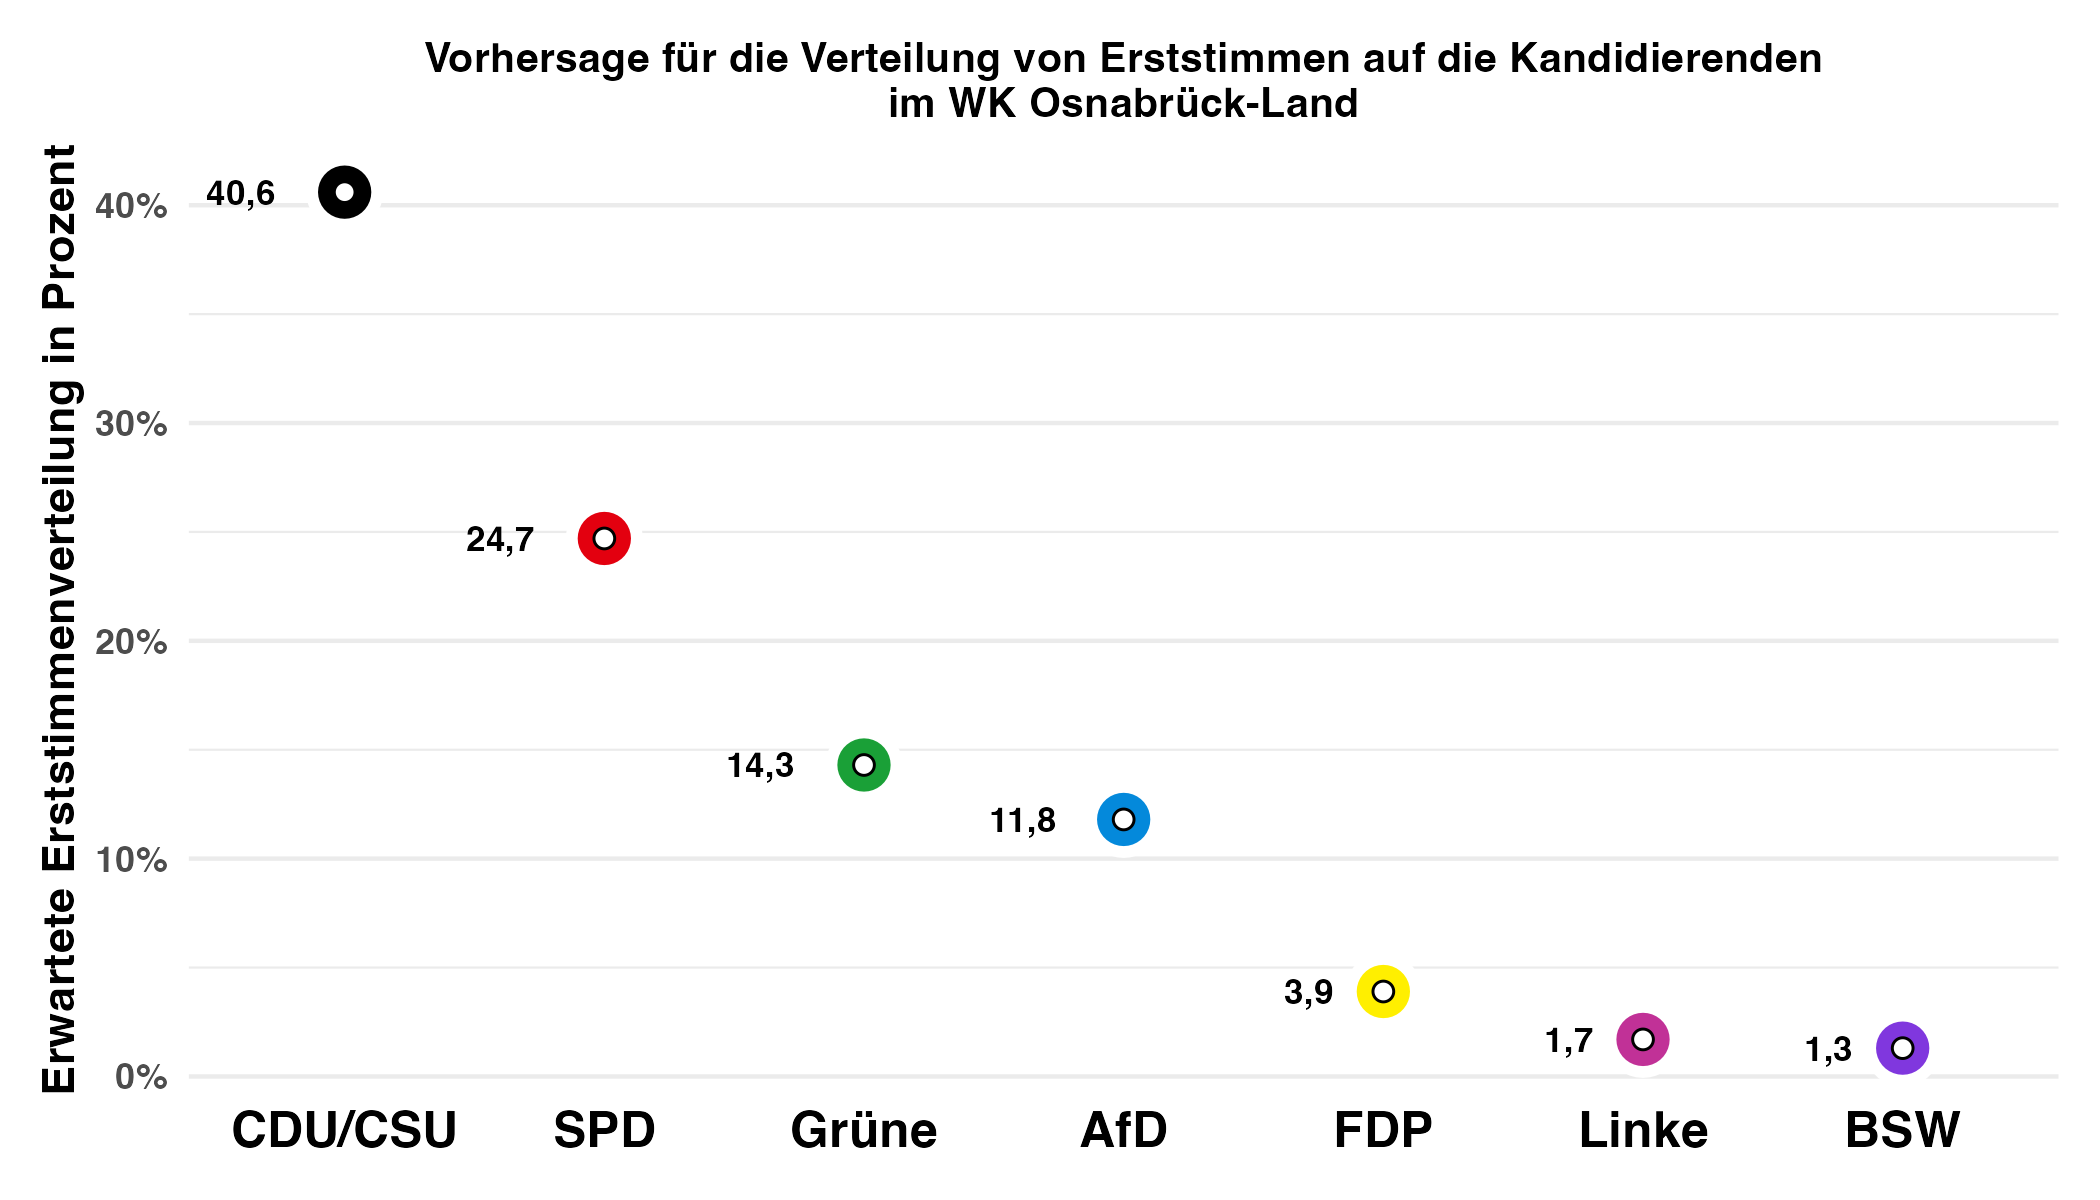 Vorhersage für die Verteilung von Erststimmen auf die Kandidierenden
im WK Osnabrück-Land
Erwartete Erststimmenverteilung in Prozent
40%
30%
20%
10%
0%
40,6
24,7
14,3
11,8
3,9
1,7
1,3
CDU/CSU
SPD
Grüne
AfD
FDP
Linke
BSW